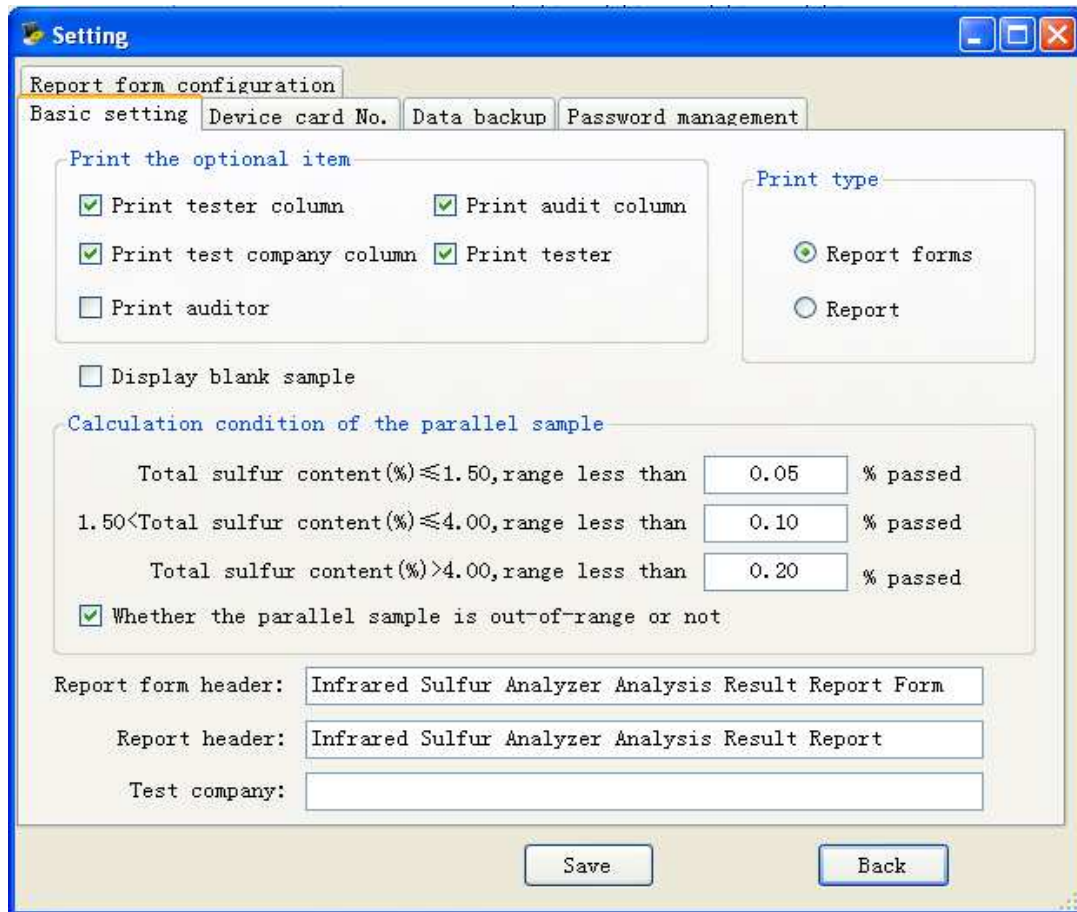 Setting
Report form configuration
Basic setting Device card No. Data backup Password management
Print the optional item
Print type
Print tester column Print audit column
Print test company column Print tester
Report forms
Print auditor
Report
Display blank sample
Calculation condition of the parallel sample
Total sulfur content(%)≤1.50,range less than 0.05 % passed
1.50<Total sulfur content(%)≤4.00,range less than 0.10 % passed
Total sulfur content(%)>4.00,range less than 0.20 % passed
Whether the parallel sample is out-of-range or not
Report form header: Infrared Sulfur Analyzer Analysis Result Report Form
Report header: Infrared Sulfur Analyzer Analysis Result Report
Test company:
Save Back